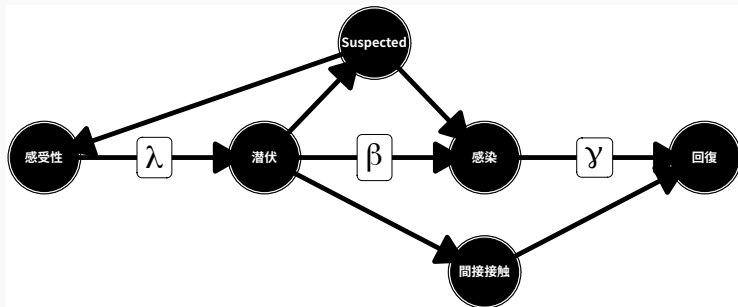 Suspected
感受性
λ
潜伏
β
感染
γ
回復
間接接触